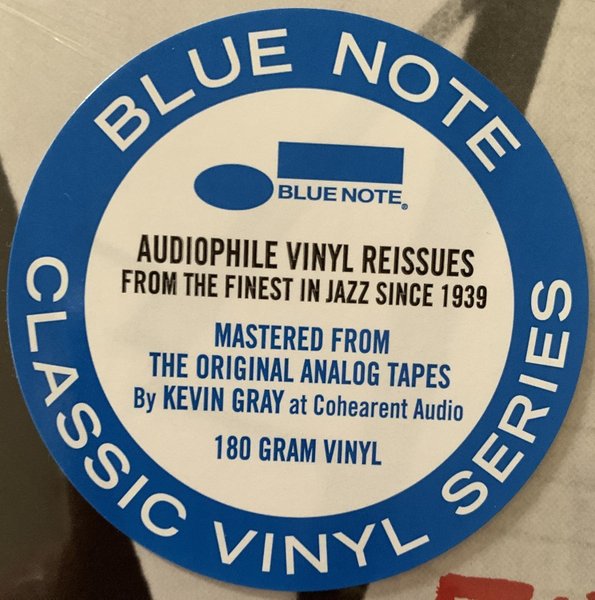 BLUE NOTE
BLUE NOTE®
AUDIOPHILE VINYL REISSUES
FROM THE FINEST IN JAZZ SINCE 1939
MASTERED FROM
THE ORIGINAL ANALOG TAPES
By KEVIN GRAY at Cohearent Audio
180 GRAM VINYL
CLASSIC VINYL SERIES